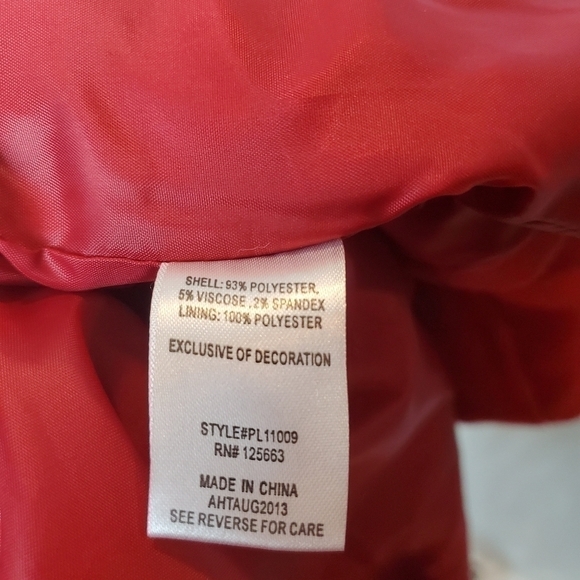 SHELL: 93% POLYESTER,
5% VISCOSE ,2% SPANDEX
LINING: 100% POLYESTER
EXCLUSIVE OF DECORATION
STYLE#PL11009
RN# 125663
MADE IN CHINA
AHTAUG2013
SEE REVERSE FOR CARE